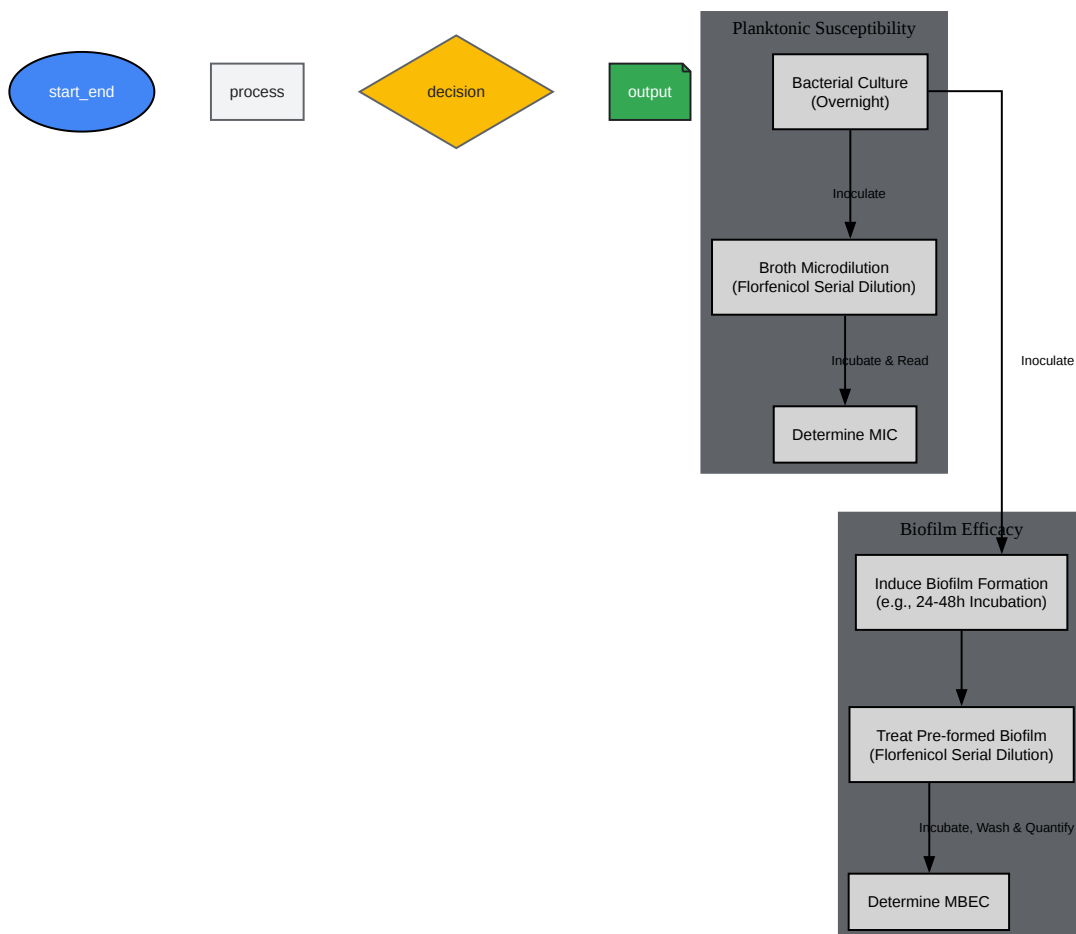 Planktonic Susceptibility
start_end
process
decision
output
Bacterial Culture
(Overnight)
Inoculate
Broth Microdilution
(Florfenicol Serial Dilution)
Incubate & Read
Inoculate
Determine MIC
Biofilm Efficacy
Induce Biofilm Formation
(e.g., 24-48h Incubation)
Treat Pre-formed Biofilm
(Florfenicol Serial Dilution)
Incubate, Wash & Quantify
Determine MBEC